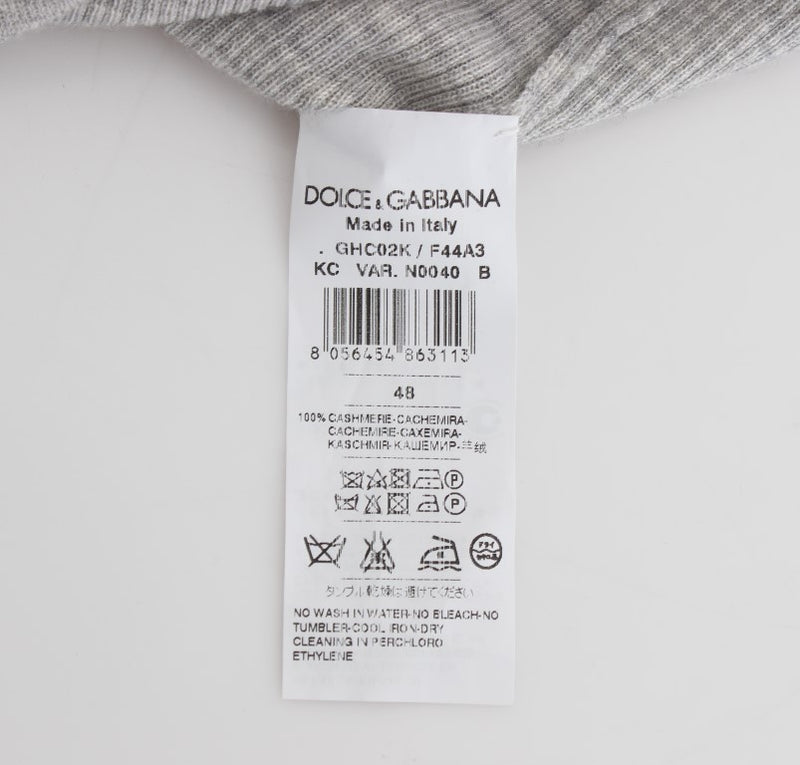 DOLCE & GABBANA
Made in Italy
. GHC02K / F44A3
KC VAR. N0040 B
8 056454 863113
48
100% CASHMERE-CACHEMIRA-
CACHEMIRE-CAXEMIRA-
KASCHMIR-КАШЕМИР-羊绒
P
P
タンブル乾燥は避けてください
NO WASH IN WATER-NO BLEACH-NO
TUMBLER-COOL IRON-DRY
CLEANING IN PERCHLORO
ETHYLENE